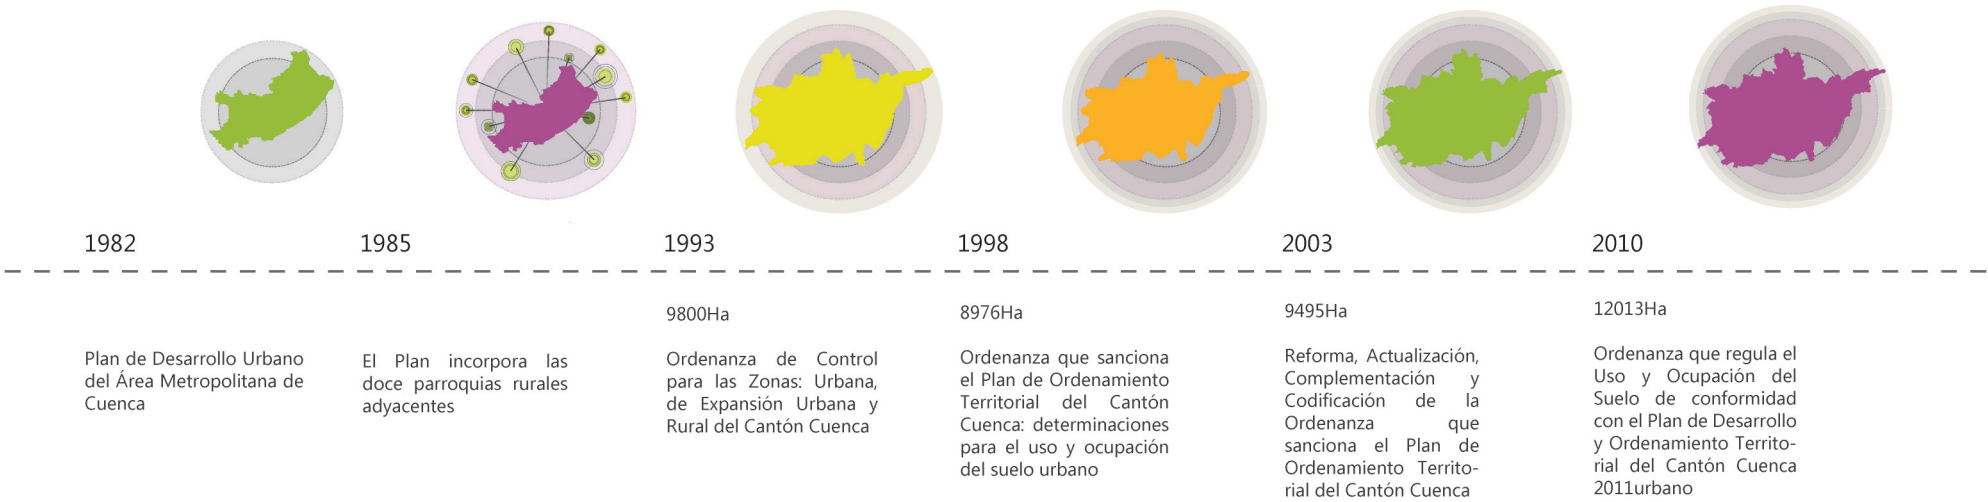 1982
1985
1993
1998
2003
2010
Plan de Desarrollo Urbano
del Área Metropolitana de
Cuenca
El Plan incorpora las
doce parroquias rurales
adyacentes
9800Ha
Ordenanza de Control
para las Zonas: Urbana,
de Expansión Urbana y
Rural del Cantón Cuenca
8976Ha
Ordenanza que sanciona
el Plan de Ordenamiento
Territorial del Cantón
Cuenca: determinaciones
para el uso y ocupación
del suelo urbano
9495Ha
Reforma, Actualización,
Complementación y
Codificación de la
Ordenanza que
sanciona el Plan de
Ordenamiento Territo-
rial del Cantón Cuenca
12013Ha
Ordenanza que regula el
Uso y Ocupación del
Suelo de conformidad
con el Plan de Desarrollo
y Ordenamiento Territo-
rial del Cantón Cuenca
2011urbano